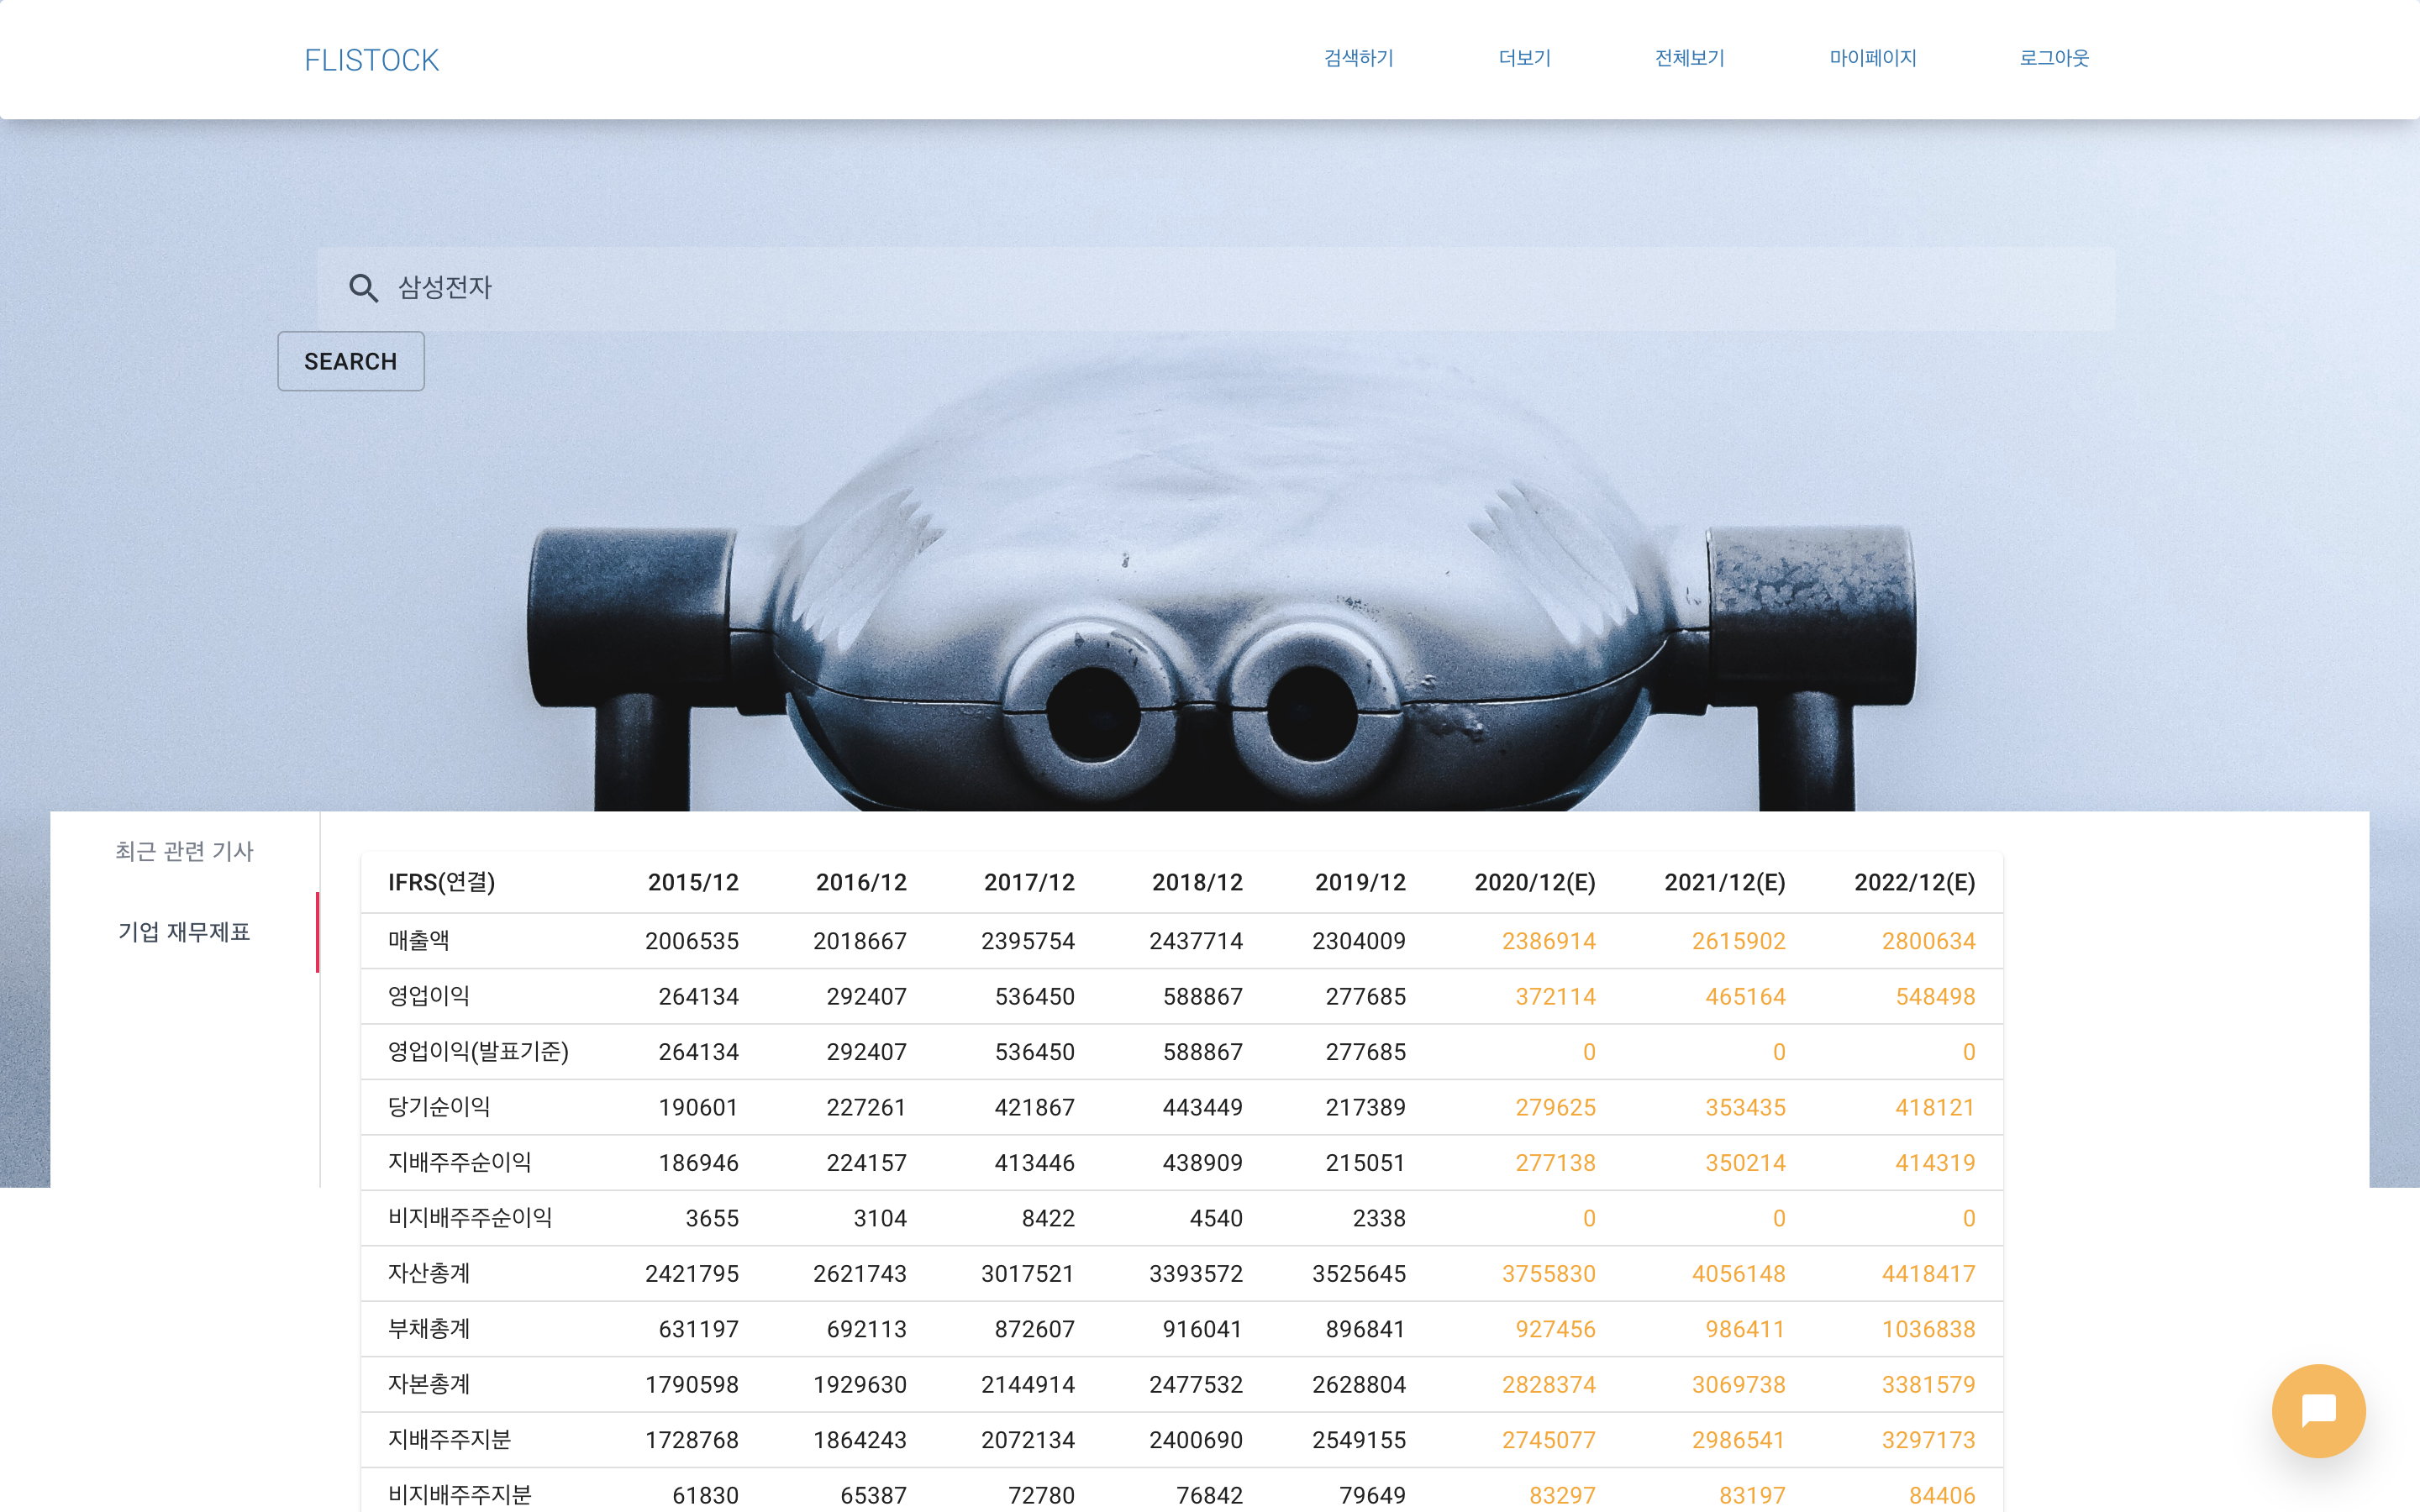 FLISTOCK 검색하기 더보기 전체보기 마이페이지 로그아웃
삼성전자
SEARCH
최근 관련 기사
기업 재무제표
IFRS(연결) 2015/12 2016/12 2017/12 2018/12 2019/12 2020/12(E) 2021/12(E) 2022/12(E)
매출액 2006535 2018667 2395754 2437714 2304009 2386914 2615902 2800634
영업이익 264134 292407 536450 588867 277685 372114 465164 548498
영업이익(발표기준) 264134 292407 536450 588867 277685 0 0 0
당기순이익 190601 227261 421867 443449 217389 279625 353435 418121
지배주주순이익 186946 224157 413446 438909 215051 277138 350214 414319
비지배주주순이익 3655 3104 8422 4540 2338 0 0 0
자산총계 2421795 2621743 3017521 3393572 3525645 3755830 4056148 4418417
부채총계 631197 692113 872607 916041 896841 927456 986411 1036838
자본총계 1790598 1929630 2144914 2477532 2628804 2828374 3069738 3381579
지배주주지분 1728768 1864243 2072134 2400690 2549155 2745077 2986541 3297173
비지배주주지분 61830 65387 72780 76842 79649 83297 83197 84406